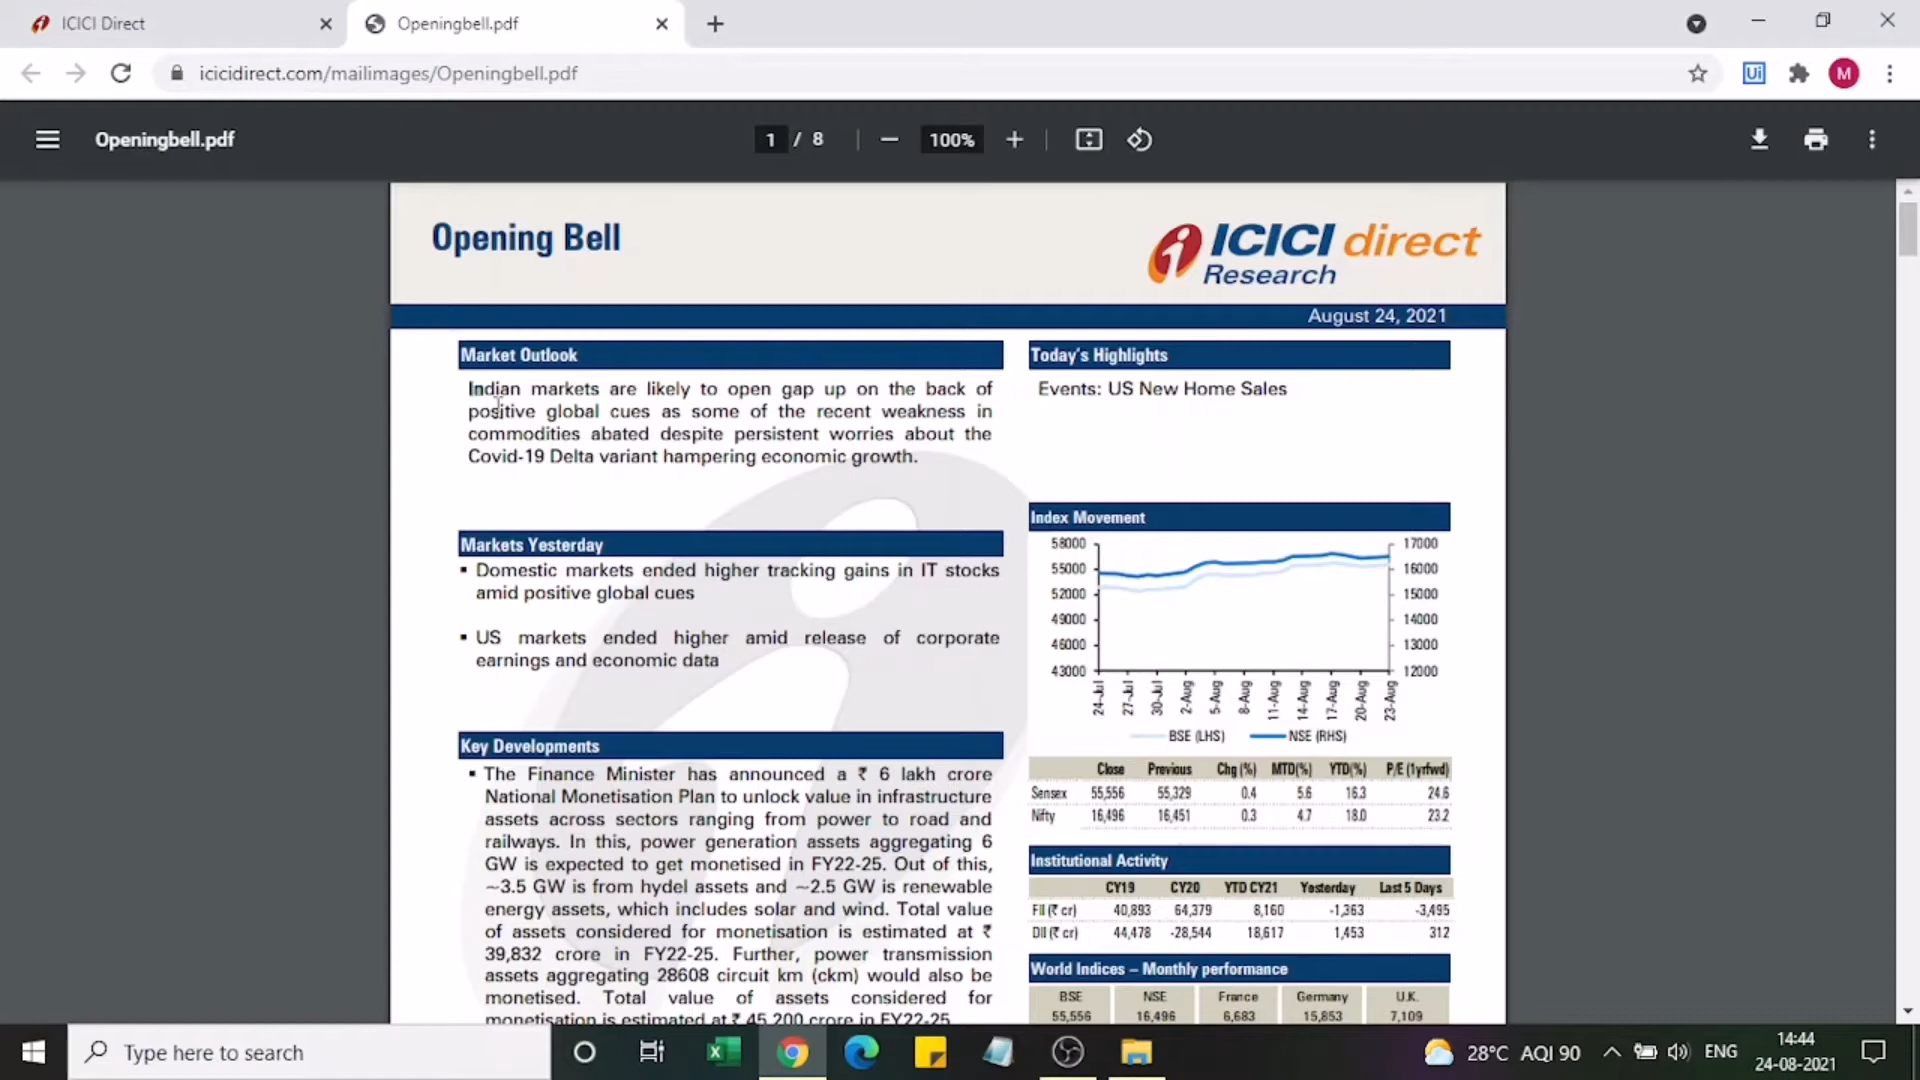 ICICI Direct
Openingbell.pdf
icicidirect.com/mailimages/Openingbell.pdf
Ui
M
Openingbell.pdf
1 / 8
100%
Opening Bell
ICICI direct
Research
August 24, 2021
Market Outlook
Indian markets are likely to open gap up on the back of
positive global cues as some of the recent weakness in
commodities abated despite persistent worries about the
Covid-19 Delta variant hampering economic growth.
Markets Yesterday
▪ Domestic markets ended higher tracking gains in IT stocks
amid positive global cues
▪ US markets ended higher amid release of corporate
earnings and economic data
Key Developments
▪ The Finance Minister has announced a ₹ 6 lakh crore
National Monetisation Plan to unlock value in infrastructure
assets across sectors ranging from power to road and
railways. In this, power generation assets aggregating 6
GW is expected to get monetised in FY22-25. Out of this,
~3.5 GW is from hydel assets and ~2.5 GW is renewable
energy assets, which includes solar and wind. Total value
of assets considered for monetisation is estimated at ₹
39,832 crore in FY22-25. Further, power transmission
assets aggregating 28608 circuit km (ckm) would also be
monetised. Total value of assets considered for
monetisation is estimated at ₹ 45,200 crore in FY22-25
Today's Highlights
Events: US New Home Sales
Index Movement
58000 17000
55000 16000
52000 15000
49000 14000
46000 13000
43000 12000
24-Jul 27-Jul 30-Jul 2-Aug 5-Aug 8-Aug 11-Aug 14-Aug 17-Aug 20-Aug 23-Aug
BSE (LHS) NSE (RHS)
Close Previous Chg (%) MTD(%) YTD(%) P/E (1yrfwd)
Sensex 55,556 55,329 0.4 5.6 16.3 24.6
Nifty 16,496 16,451 0.3 4.7 18.0 23.2
Institutional Activity
CY19 CY20 YTD CY21 Yesterday Last 5 Days
FII (₹ cr) 40,893 64,379 8,160 -1,363 -3,495
DII (₹ cr) 44,478 -28,544 18,617 1,453 312
World Indices – Monthly performance
BSE NSE France Germany U.K.
55,556 16,496 6,683 15,853 7,109
Type here to search
28°C AQI 90
ENG
14:44
24-08-2021